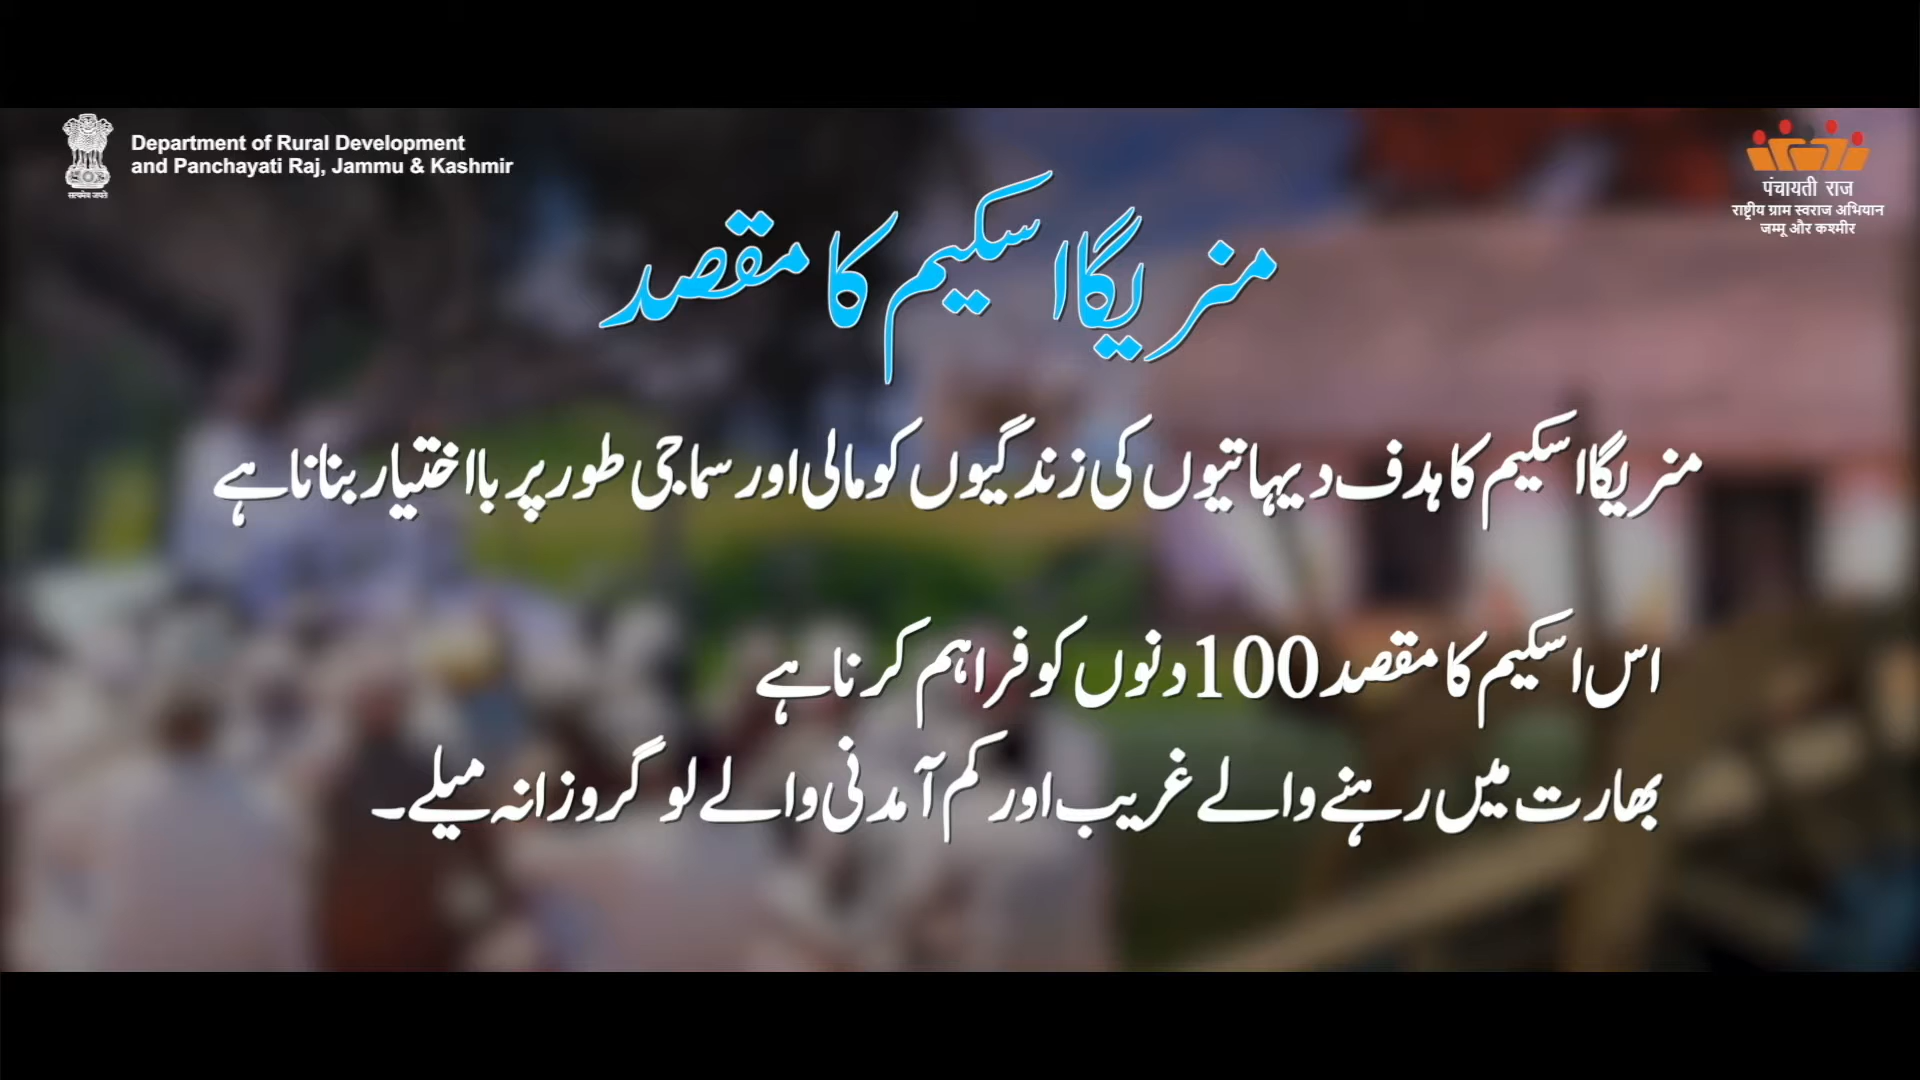 Department of Rural Development
and Panchayati Raj, Jammu & Kashmir
सत्यमेव जयते
पंचायती राज
राष्ट्रीय ग्राम स्वराज अभियान
जम्मू और कश्मीर
منریگا اسکیم کا مقصد
منریگا اسکیم کا ہدف دیہاتیوں کی زندگیوں کو مالی اور سماجی طور پر بااختیار بنانا ہے
اس اسکیم کا مقصد 100 دنوں کو فراہم کرنا ہے
بھارت میں رہنے والے غریب اور کم آمدنی والے لوگ روزانہ میلے۔